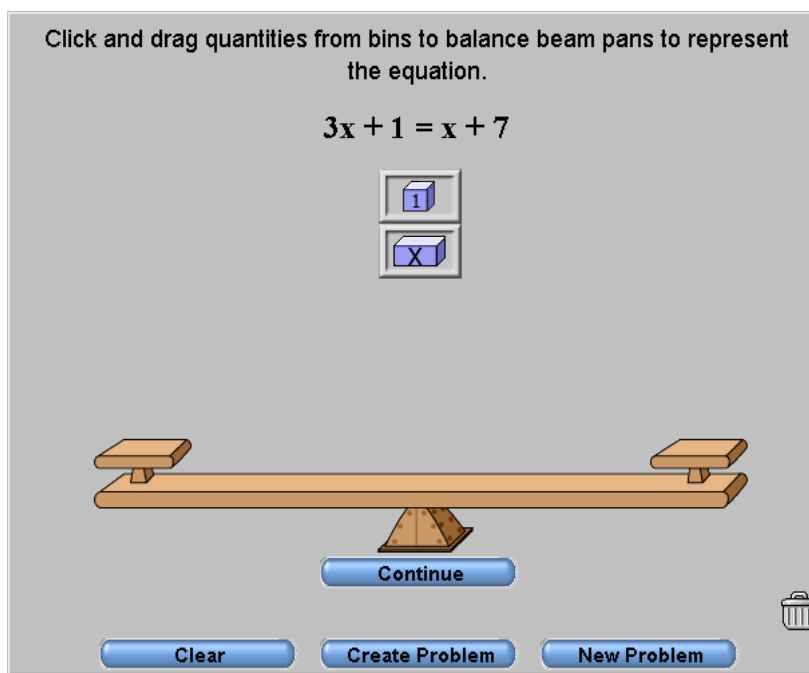 Click and drag quantities from bins to balance beam pans to represent
the equation.
3x + 1 = x + 7
1
X
Continue
Clear
Create Problem
New Problem